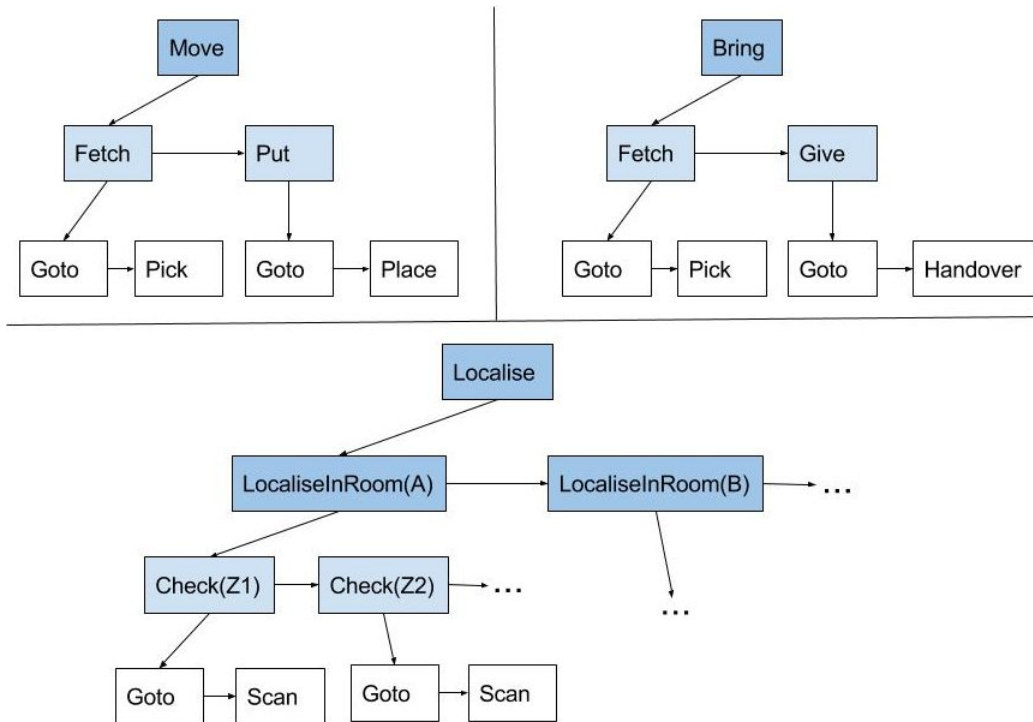 Move
Fetch
Put
Goto
Pick
Goto
Place
Bring
Fetch
Give
Goto
Pick
Goto
Handover
Localise
LocaliseInRoom(A)
LocaliseInRoom(B)
...
Check(Z1)
Check(Z2)
...
...
Goto
Scan
Goto
Scan